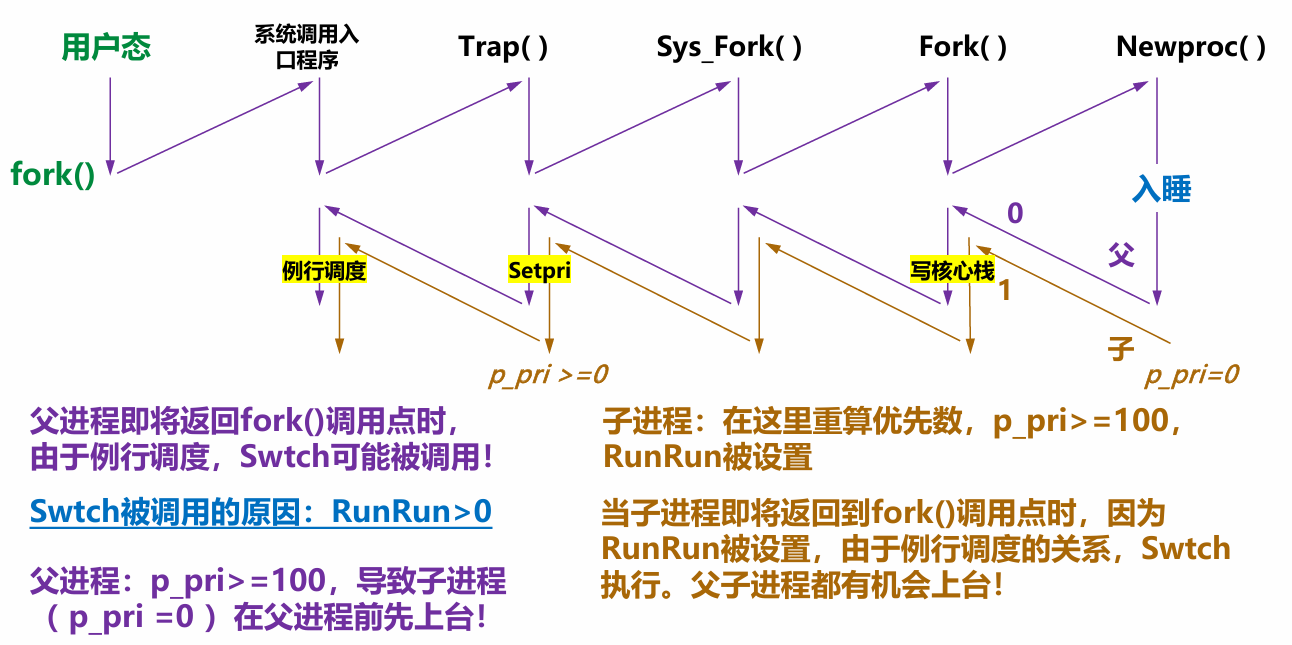 用户态
系统调用入
口程序
Trap( )
Sys_Fork( )
Fork( )
Newproc( )
fork()
入睡
0
父
例行调度
Setpri
写核心栈
1
子
p_pri >=0
p_pri=0
父进程即将返回fork()调用点时，
由于例行调度，Swtch可能被调用！
Swtch被调用的原因：RunRun>0
父进程：p_pri>=100，导致子进程
（ p_pri =0 ）在父进程前先上台！
子进程：在这里重算优先数，p_pri>=100，
RunRun被设置
当子进程即将返回到fork()调用点时，因为
RunRun被设置，由于例行调度的关系，Swtch
执行。父子进程都有机会上台！